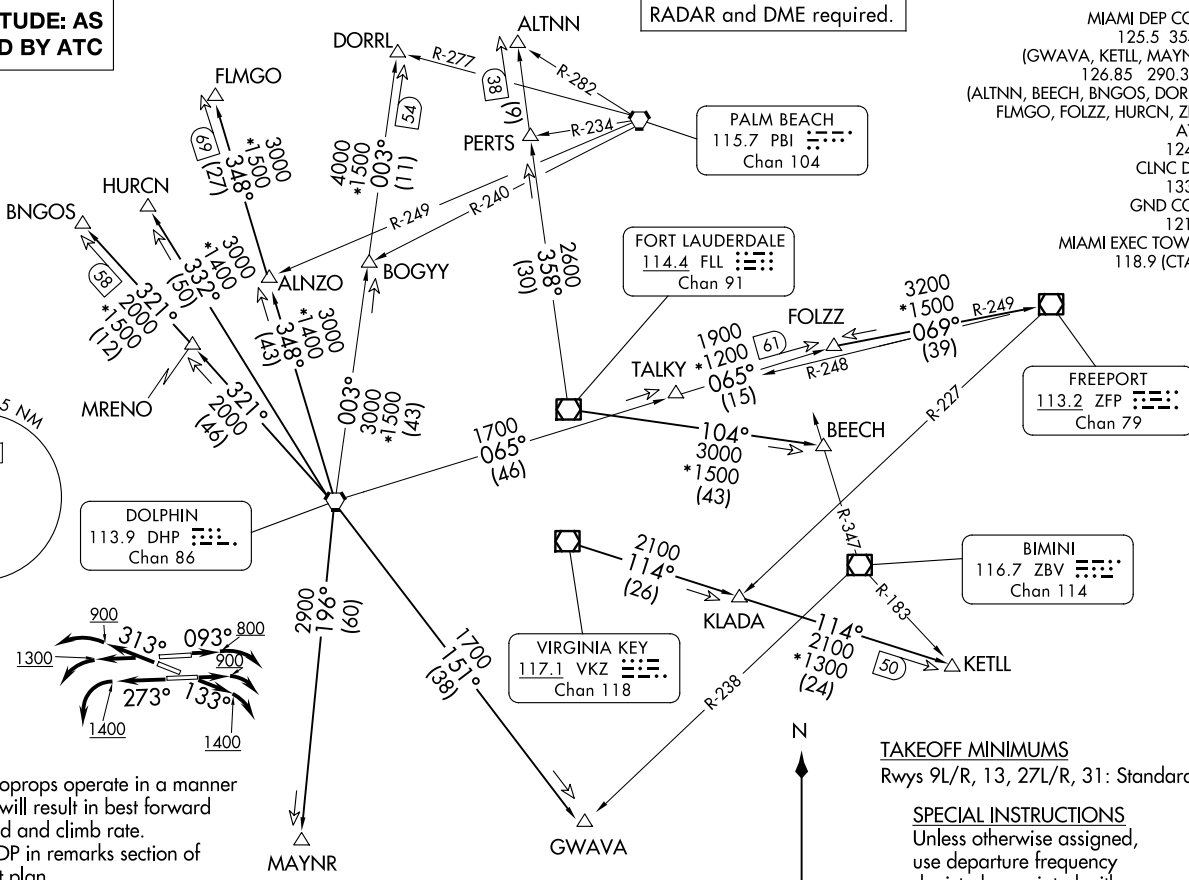 TUDE: AS
D BY ATC
RADAR and DME required.
MIAMI DEP CO
125.5 35
(GWAVA, KETLL, MAYN
126.85 290.3
(ALTNN, BEECH, BNGOS, DOR
FLMGO, FOLZZ, HURCN, Z
AT
124
CLNC D
133
GND CO
121
MIAMI EXEC TOW
118.9 (CTA
DORRL
ALTNN
R-277
R-282
38
(9)
54
FLMGO
PERTS
R-234
PALM BEACH
115.7 PBI
Chan 104
69
3000
*1500
348°
(27)
4000
*1500
003°
(11)
HURCN
BNGOS
R-249
R-240
3000
*1400
332°
(50)
ALNZO
BOGYY
2600
358°
(30)
FORT LAUDERDALE
114.4 FLL
Chan 91
58
321°
2000
*1500
(12)
3000
*1400
348°
(43)
003°
3000
*1500
(43)
FOLZZ
3200
*1500
069°
(39)
R-249
1900
*1200
065°
(15)
61
R-248
TALKY
MRENO
321°
2000
(46)
FREEPORT
113.2 ZFP
Chan 79
R-227
5 NM
1700
065°
(46)
104°
3000
*1500
(43)
BEECH
R-347
DOLPHIN
113.9 DHP
Chan 86
BIMINI
116.7 ZBV
Chan 114
2100
114°
(26)
KLADA
R-183
114°
2100
*1300
(24)
50
KETLL
VIRGINIA KEY
117.1 VKZ
Chan 118
R-238
2900
196°
(60)
1700
151°
(38)
900
313°
093°
800
1300
900
273°
133°
1400
1400
N
MAYNR
GWAVA
oprops operate in a manner
will result in best forward
d and climb rate.
DP in remarks section of
t plan
TAKEOFF MINIMUMS
Rwys 9L/R, 13, 27L/R, 31: Standard
SPECIAL INSTRUCTIONS
Unless otherwise assigned,
use departure frequency